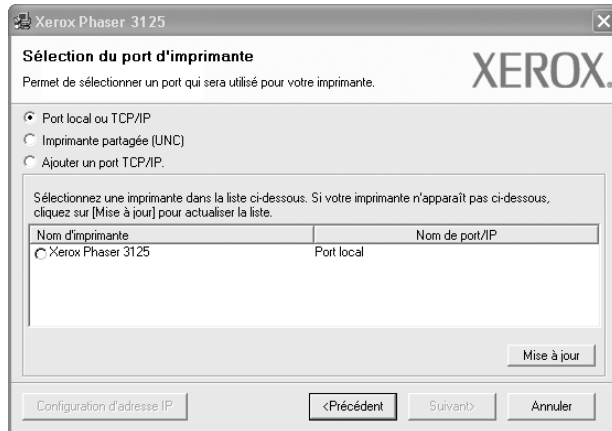 Xerox Phaser 3125
Sélection du port d'imprimante
Permet de sélectionner un port qui sera utilisé pour votre imprimante.
XEROX.
Port local ou TCP/IP
Imprimante partagée (UNC)
Ajouter un port TCP/IP.
Sélectionnez une imprimante dans la liste ci-dessous. Si votre imprimante n'apparaît pas ci-dessous,
cliquez sur [Mise à jour] pour actualiser la liste.
Nom d'imprimante Nom de port/IP
Xerox Phaser 3125 Port local
Mise à jour
Configuration d'adresse IP <Précédent Suivant> Annuler